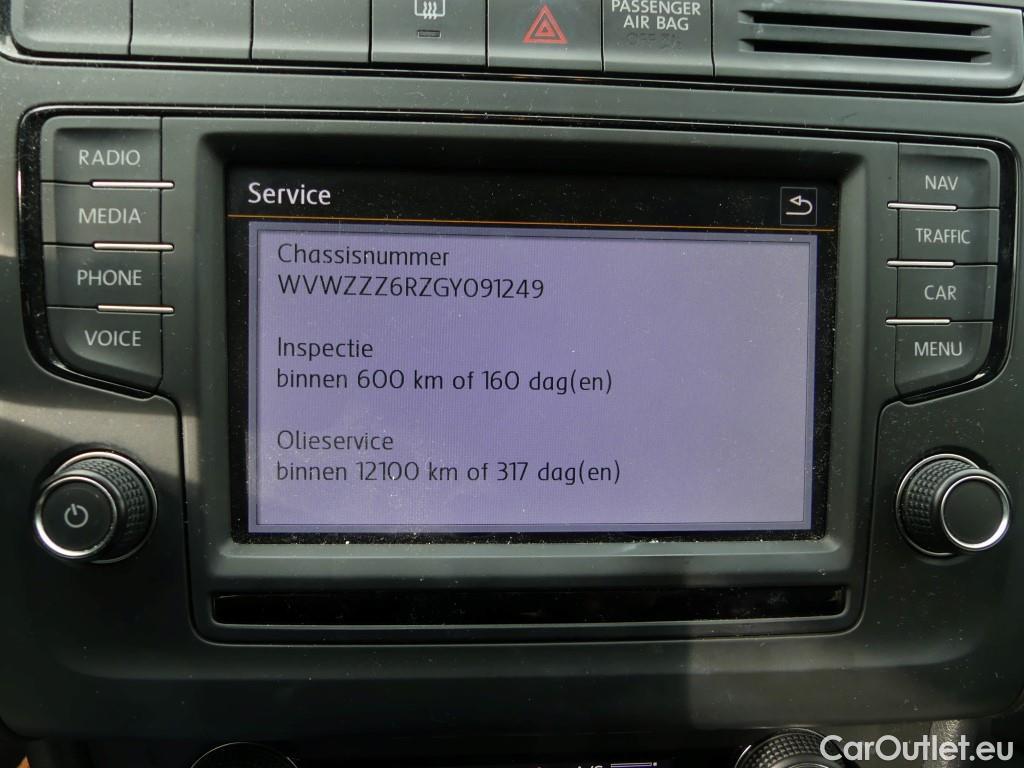 PASSENGER
AIR BAG
OFF
RADIO
MEDIA
PHONE
VOICE
Service
Chassisnummer
WVWZZZ6RZGY091249
Inspectie
binnen 600 km of 160 dag(en)
Olieservice
binnen 12100 km of 317 dag(en)
NAV
TRAFFIC
CAR
MENU
CarOutlet.eu